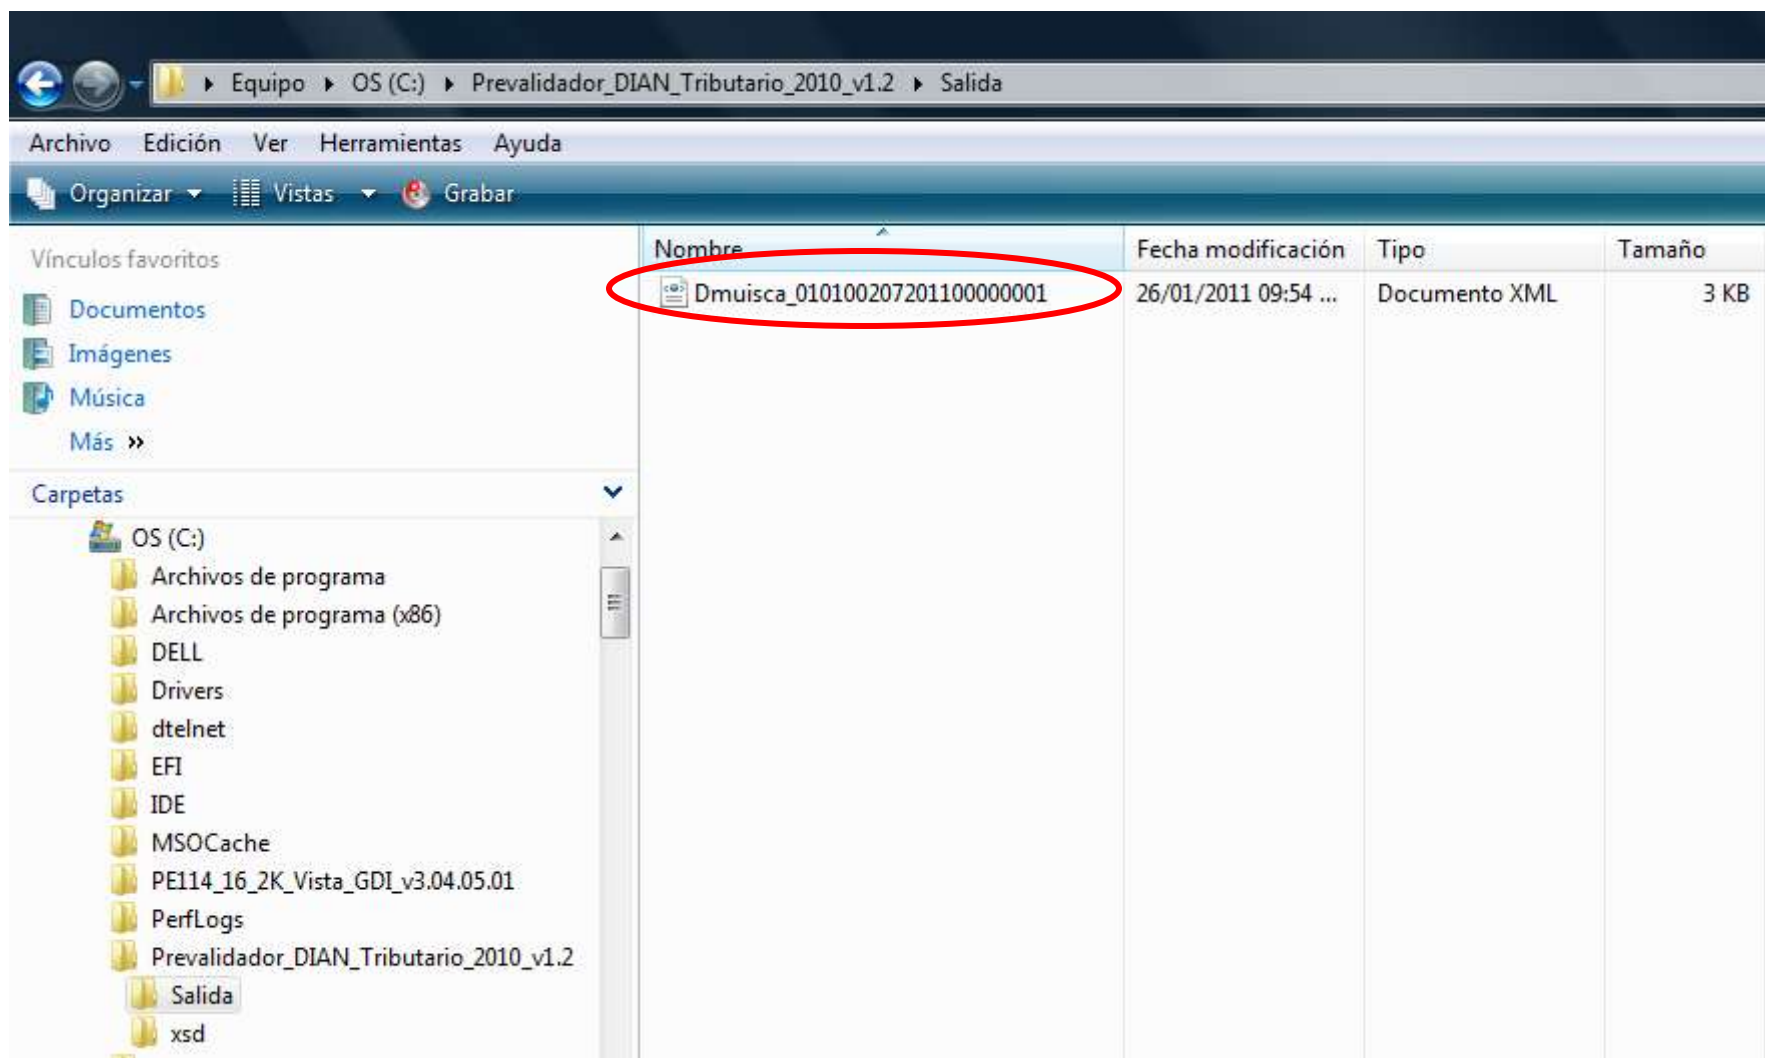 Equipo OS (C:) Prevalidador_DIAN_Tributario_2010_v1.2 Salida
Archivo Edición Ver Herramientas Ayuda
Organizar Vistas Grabar
Vínculos favoritos
Documentos
Imágenes
Música
Más »
Carpetas
OS (C:)
Archivos de programa
Archivos de programa (x86)
DELL
Drivers
dtelnet
EFI
IDE
MSOCache
PE114_16_2K_Vista_GDI_v3.04.05.01
PerfLogs
Prevalidador_DIAN_Tributario_2010_v1.2
Salida
xsd
Nombre Fecha modificación Tipo Tamaño
Dmuisca_010100207201100000001 26/01/2011 09:54 ... Documento XML 3 KB